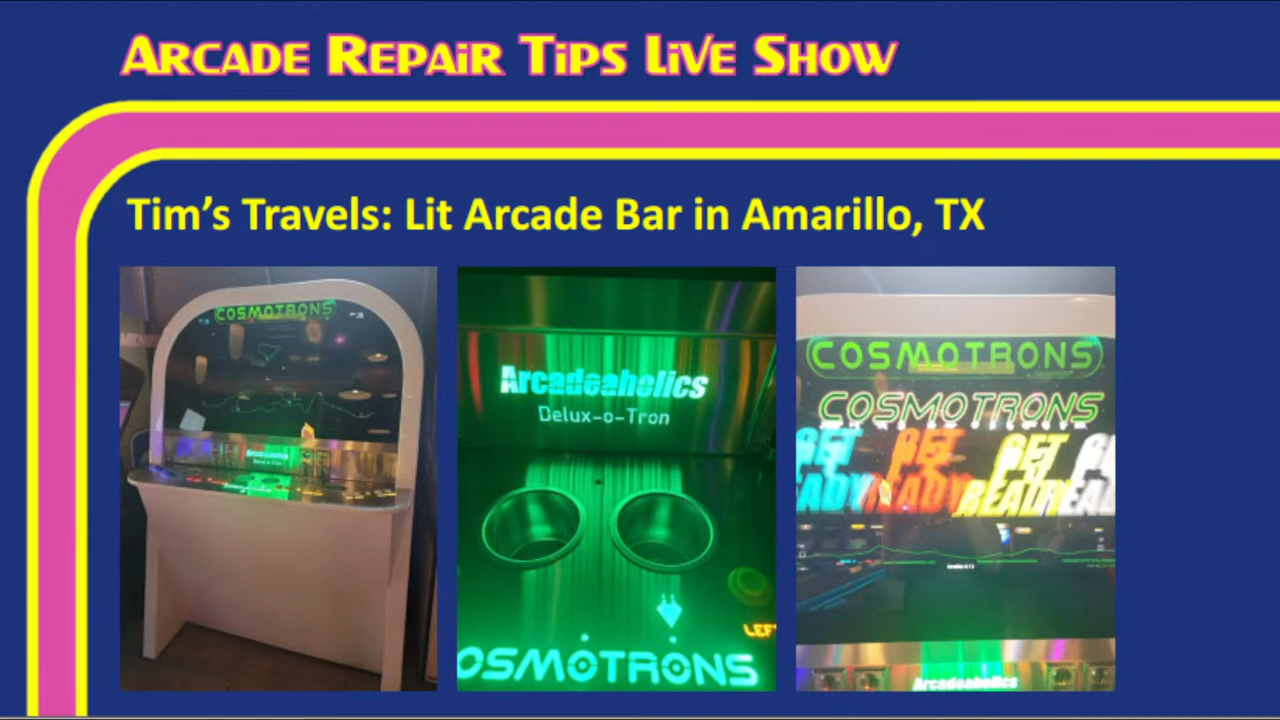 Arcade Repair Tips Live Show
Tim's Travels: Lit Arcade Bar in Amarillo, TX
COSMOTRONS
Arcadeaholics
Delux-o-Tron
LEFT
COSMOTRONS
COSMOTRONS
COSMOTRONS
GET READY GET READY GET READY
Arcadeaholics